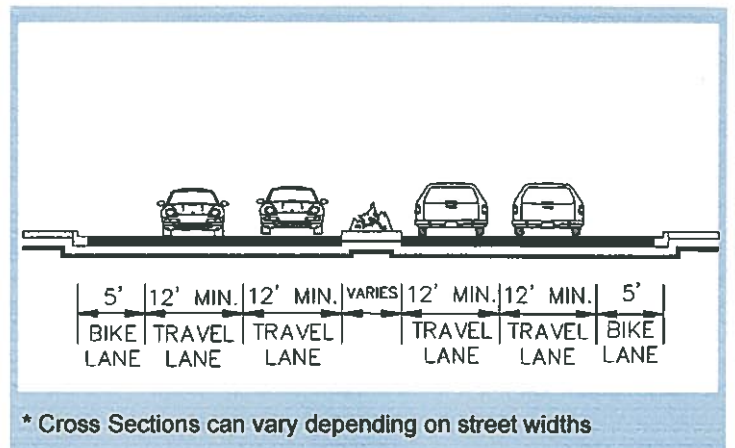 5' 12' MIN. 12' MIN. VARIES 12' MIN. 12' MIN. 5'
BIKE TRAVEL TRAVEL TRAVEL TRAVEL BIKE
LANE LANE LANE LANE LANE LANE
* Cross Sections can vary depending on street widths